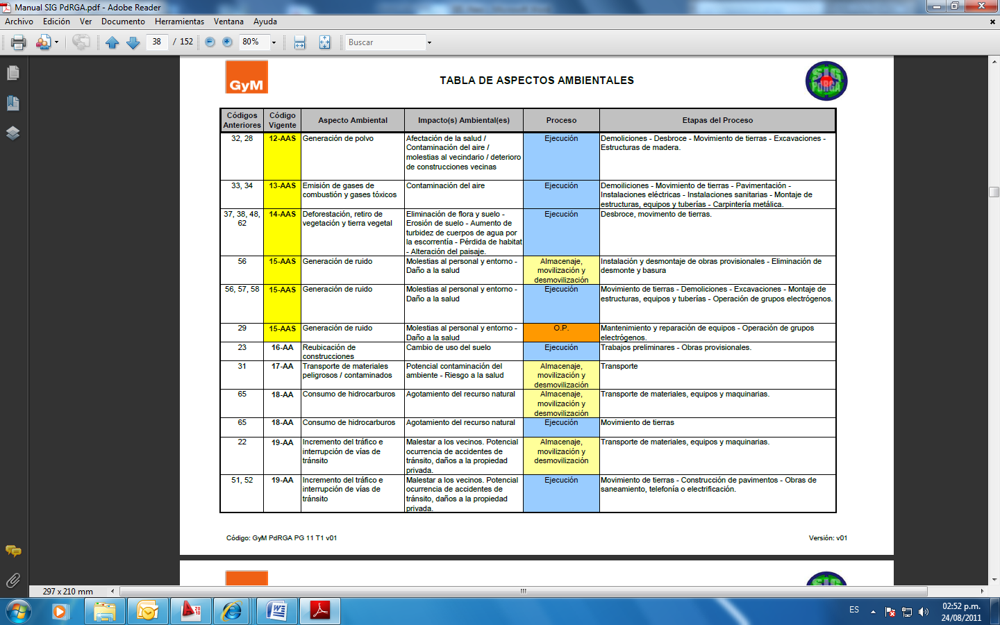 Manual SIG PdRGA.pdf - Adobe Reader
Archivo Edición Ver Documento Herramientas Ventana Ayuda
38 / 152 80% Buscar
GyM
TABLA DE ASPECTOS AMBIENTALES
SIG
PdRGA
Códigos Anteriores Código Vigente Aspecto Ambiental Impacto(s) Ambiental(es) Proceso Etapas del Proceso
32, 28 12-AAS Generación de polvo Afectación de la salud / Ejecución Demoliciones - Desbroce - Movimiento de tierras - Excavaciones -
Contaminación del aire / Estructuras de madera.
molestias al vecindario / deterioro
de construcciones vecinas
33, 34 13-AAS Emisión de gases de Contaminación del aire Ejecución Demoiliciones - Movimiento de tierras - Pavimentación -
combustión y gases tóxicos Instalaciones eléctricas - Instalaciones sanitarias - Montaje de
estructuras, equipos y tuberías - Carpintería metálica.
37, 38, 48, 14-AAS Deforestación, retiro de Eliminación de flora y suelo - Ejecución Desbroce, movimento de tierras.
62 vegetación y tierra vegetal Erosión de suelo - Aumento de
turbidez de cuerpos de agua por
la escorrentía - Pérdida de habitat
- Alteración del paisaje.
56 15-AAS Generación de ruido Molestias al personal y entorno - Almacenaje, Instalación y desmontaje de obras provisionales - Eliminación de
Daño a la salud movilización y desmonte y basura
desmovilización
56, 57, 58 15-AAS Generación de ruido Molestias al personal y entorno - Ejecución Movimiento de tierras - Demoliciones - Excavaciones - Montaje de
Daño a la salud estructuras, equipos y tuberías - Operación de grupos electrógenos.
29 15-AAS Generación de ruido Molestias al personal y entorno - O.P. Mantenimiento y reparación de equipos - Operación de grupos
Daño a la salud electrógenos.
23 16-AA Reubicación de Cambio de uso del suelo Ejecución Trabajos preliminares - Obras provisionales.
construcciones
31 17-AA Transporte de materiales Potencial contaminación del Almacenaje, Transporte
peligrosos / contaminados ambiente - Riesgo a la salud movilización y
desmovilización
65 18-AA Consumo de hidrocarburos Agotamiento del recurso natural Almacenaje, Transporte de materiales, equipos y maquinarias.
movilización y
desmovilización
65 18-AA Consumo de hidrocarburos Agotamiento del recurso natural Ejecución Movimiento de tierras
22 19-AA Incremento del tráfico e Malestar a los vecinos. Potencial Almacenaje, Transporte de materiales, equipos y maquinarias.
interrupción de vías de ocurrencia de accidentes de movilización y
tránsito tránsito, daños a la propiedad desmovilización
privada.
51, 52 19-AA Incremento del tráfico e Malestar a los vecinos. Potencial Ejecución Movimiento de tierras - Construcción de pavimentos - Obras de
interrupción de vías de ocurrencia de accidentes de saneamiento, telefonía o electrificación.
tránsito tránsito, daños a la propiedad
privada.
Código: GyM PdRGA PG 11 T1 v01 Versión: v01
SIG
297 x 210 mm
ES 02:52 p.m.
24/08/2011